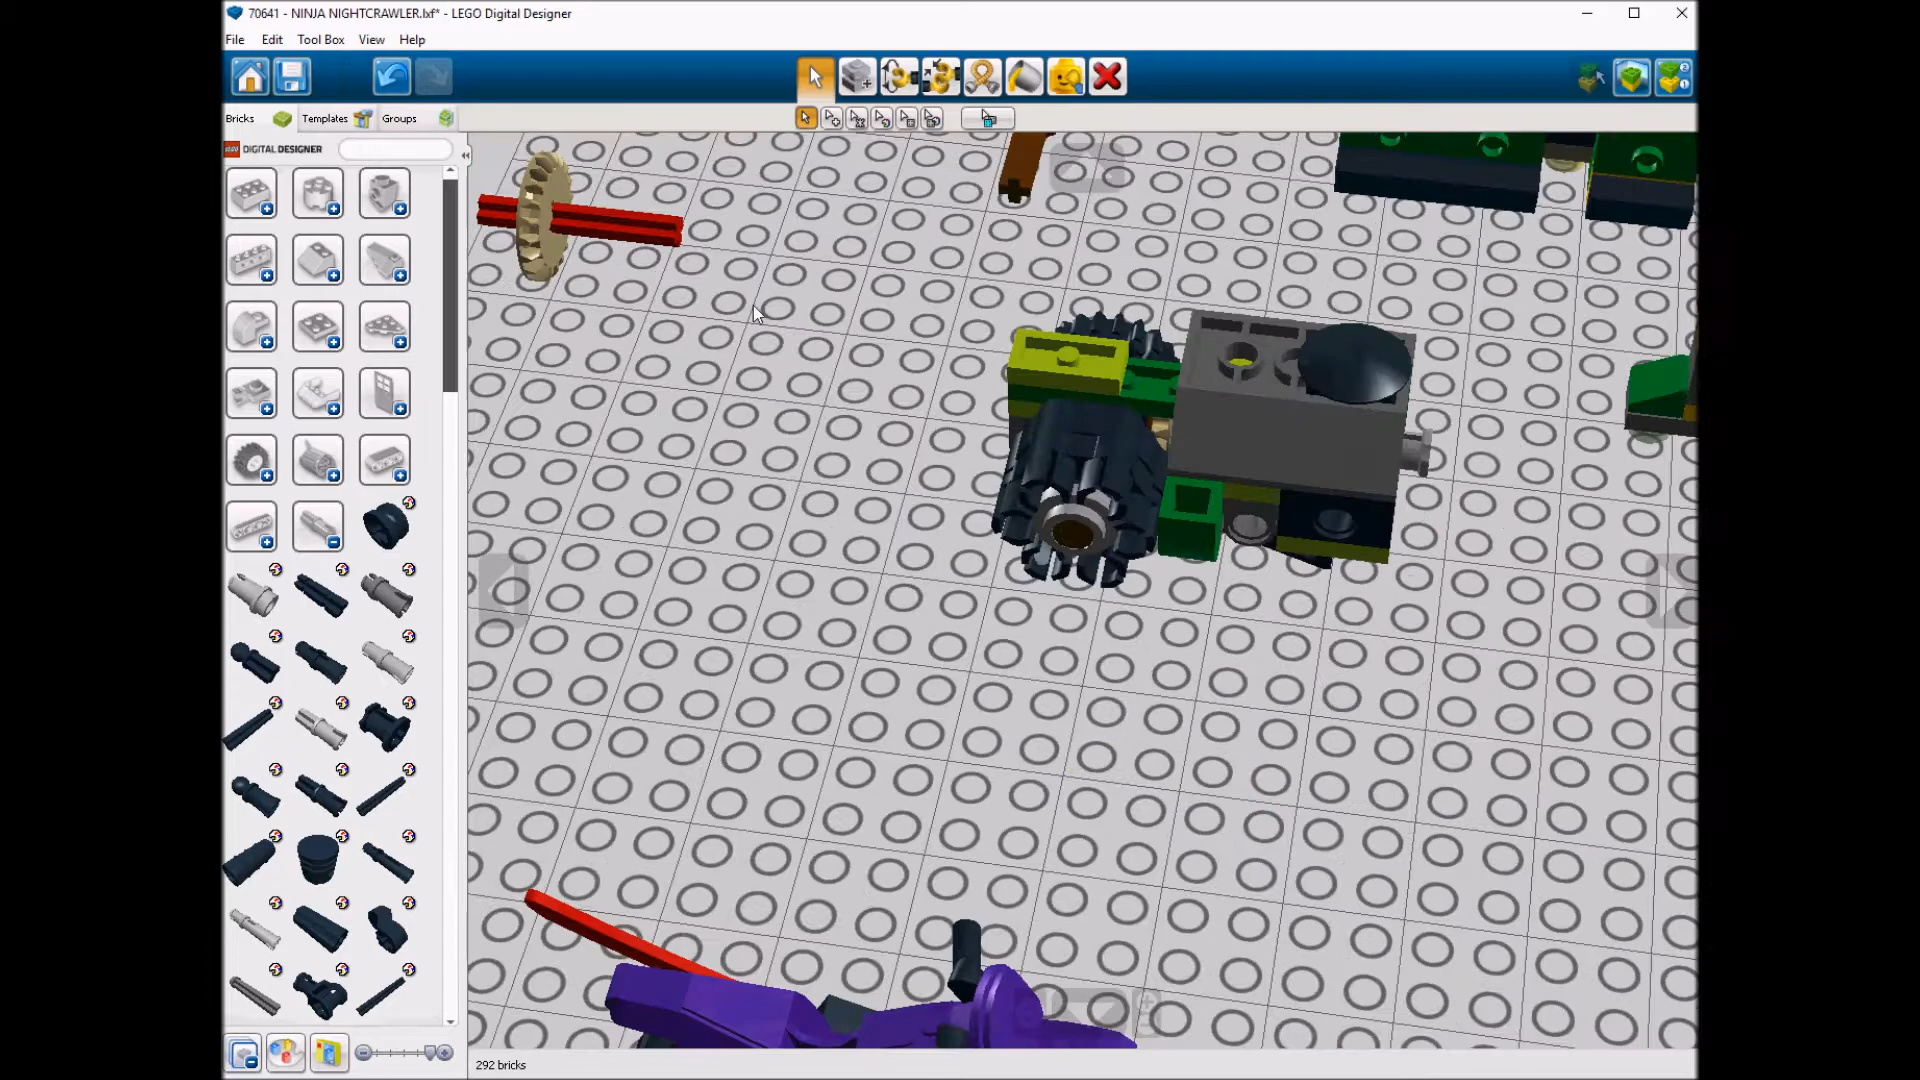 70641 - NINJA NIGHTCRAWLER.lxf* - LEGO Digital Designer
File Edit Tool Box View Help
Bricks Templates Groups
LEGO DIGITAL DESIGNER
292 bricks